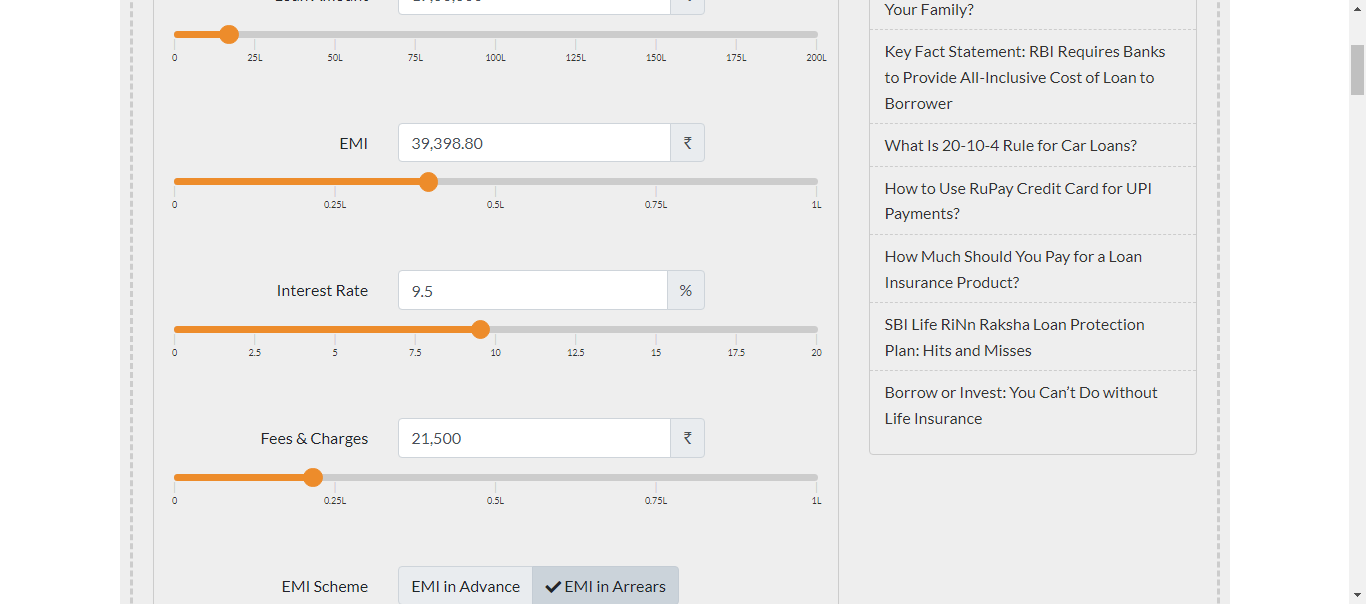 Your Family?
0 25L 50L 75L 100L 125L 150L 175L 200L
Key Fact Statement: RBI Requires Banks
to Provide All-Inclusive Cost of Loan to
Borrower
EMI 39,398.80 ₹
0 0.25L 0.5L 0.75L 1L
What Is 20-10-4 Rule for Car Loans?
How to Use RuPay Credit Card for UPI
Payments?
Interest Rate 9.5 %
0 2.5 5 7.5 10 12.5 15 17.5 20
How Much Should You Pay for a Loan
Insurance Product?
SBI Life RiNn Raksha Loan Protection
Plan: Hits and Misses
Borrow or Invest: You Can’t Do without
Life Insurance
Fees & Charges 21,500 ₹
0 0.25L 0.5L 0.75L 1L
EMI Scheme EMI in Advance EMI in Arrears